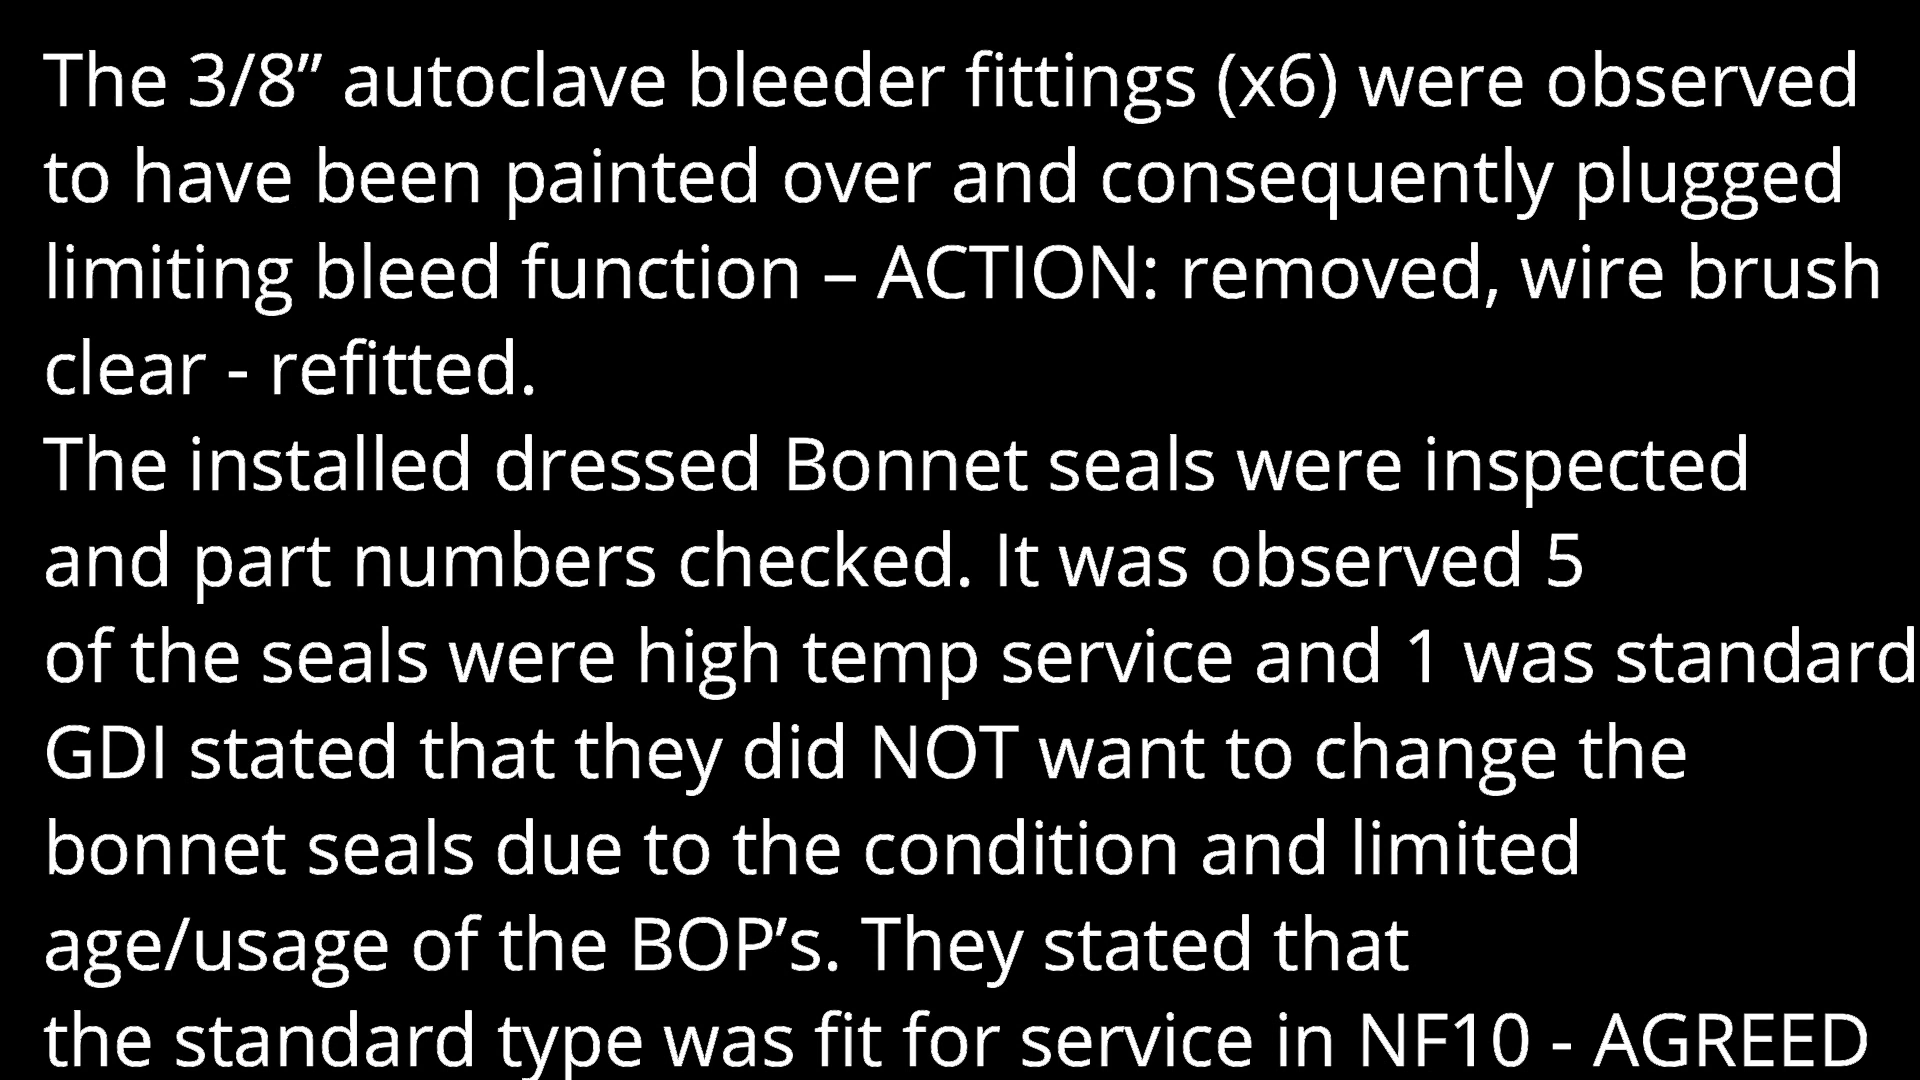 The 3/8” autoclave bleeder fittings (x6) were observed
to have been painted over and consequently plugged
limiting bleed function – ACTION: removed, wire brush
clear - refitted.
The installed dressed Bonnet seals were inspected
and part numbers checked. It was observed 5
of the seals were high temp service and 1 was standard
GDI stated that they did NOT want to change the
bonnet seals due to the condition and limited
age/usage of the BOP’s. They stated that
the standard type was fit for service in NF10 - AGREED